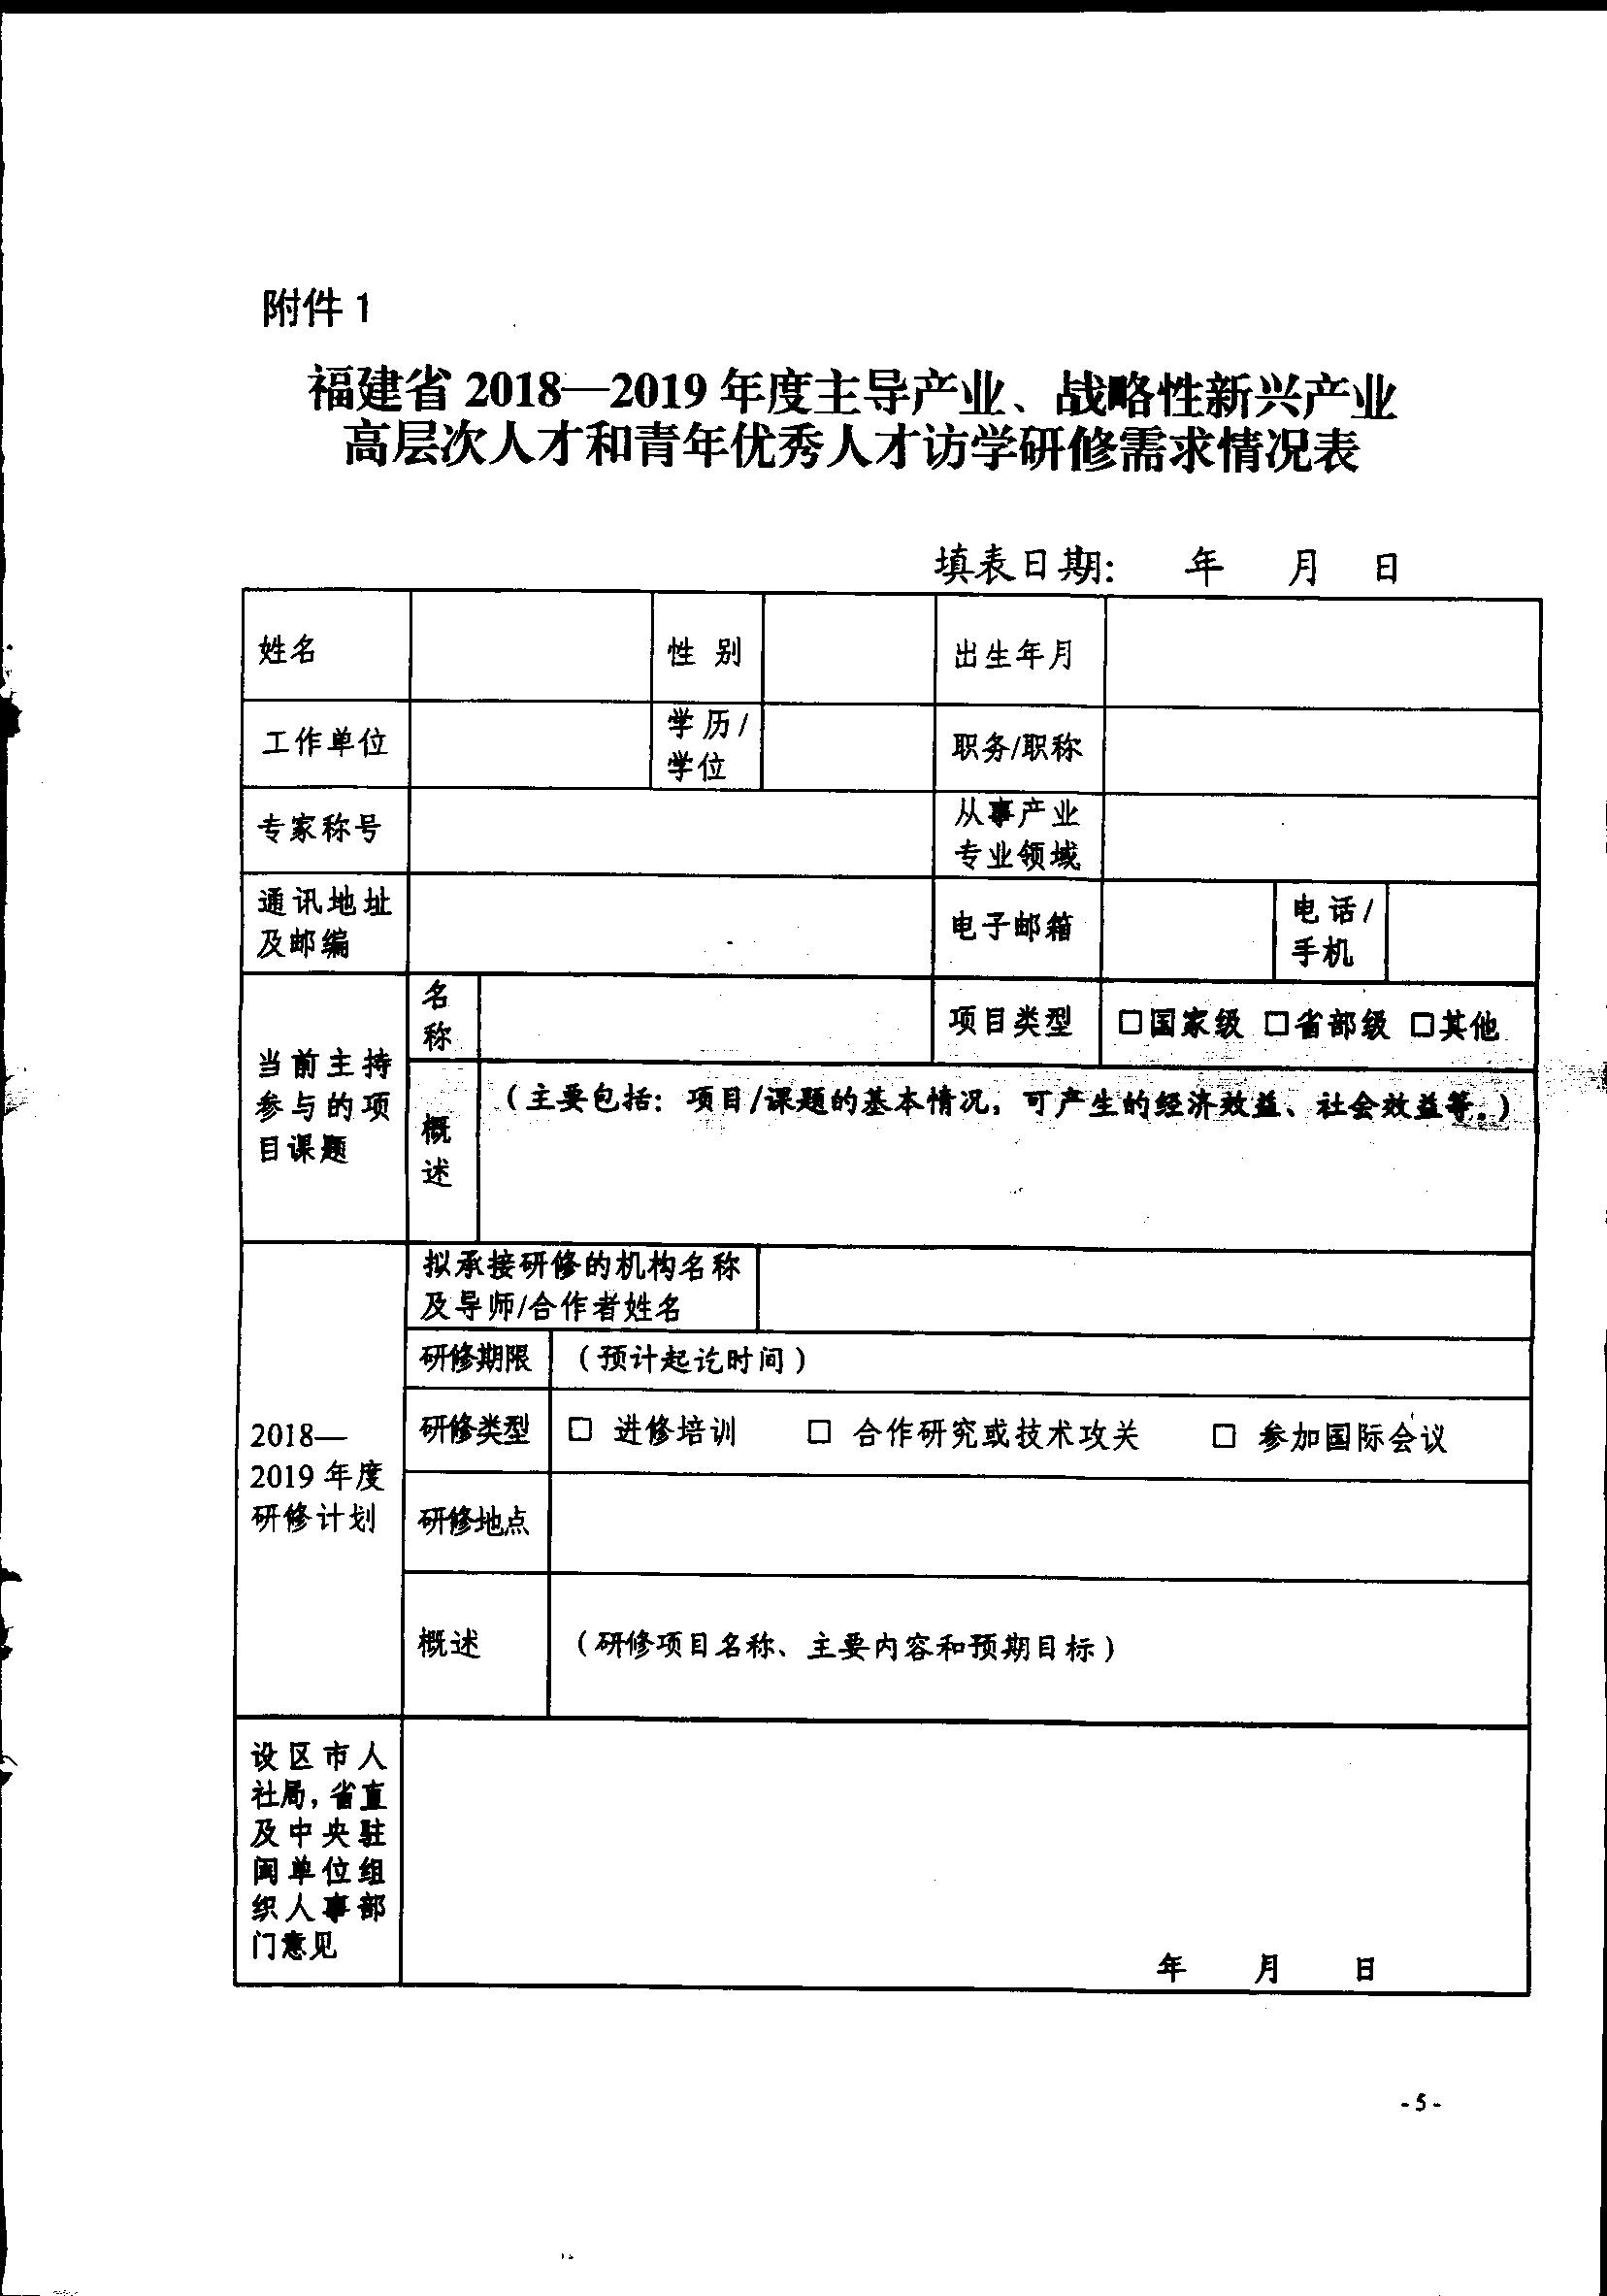 附件 1
福建省 2018—2019 年度主导产业、战略性新兴产业
高层次人才和青年优秀人才访学研修需求情况表
填表日期: 年 月 日
姓名 性 别 出生年月
工作单位 学历/ 学位 职务/职称
专家称号 从事产业 专业领域
通讯地址 及邮编 电子邮箱 电话/ 手机
当前主持
参与的项
目课题
名
称
项目类型 □国家级 □省部级 □其他
概
述
（主要包括：项目/课题的基本情况，可产生的经济效益、社会效益等。）
2018—
2019 年度
研修计划
拟承接研修的机构名称
及导师/合作者姓名
研修期限 （预计起讫时间）
研修类型 □ 进修培训 □ 合作研究或技术攻关 □ 参加国际会议
研修地点
概述 （研修项目名称、主要内容和预期目标）
设区市人
社局，省直
及中央驻
闽单位组
织人事部
门意见
年 月 日
- 5 -